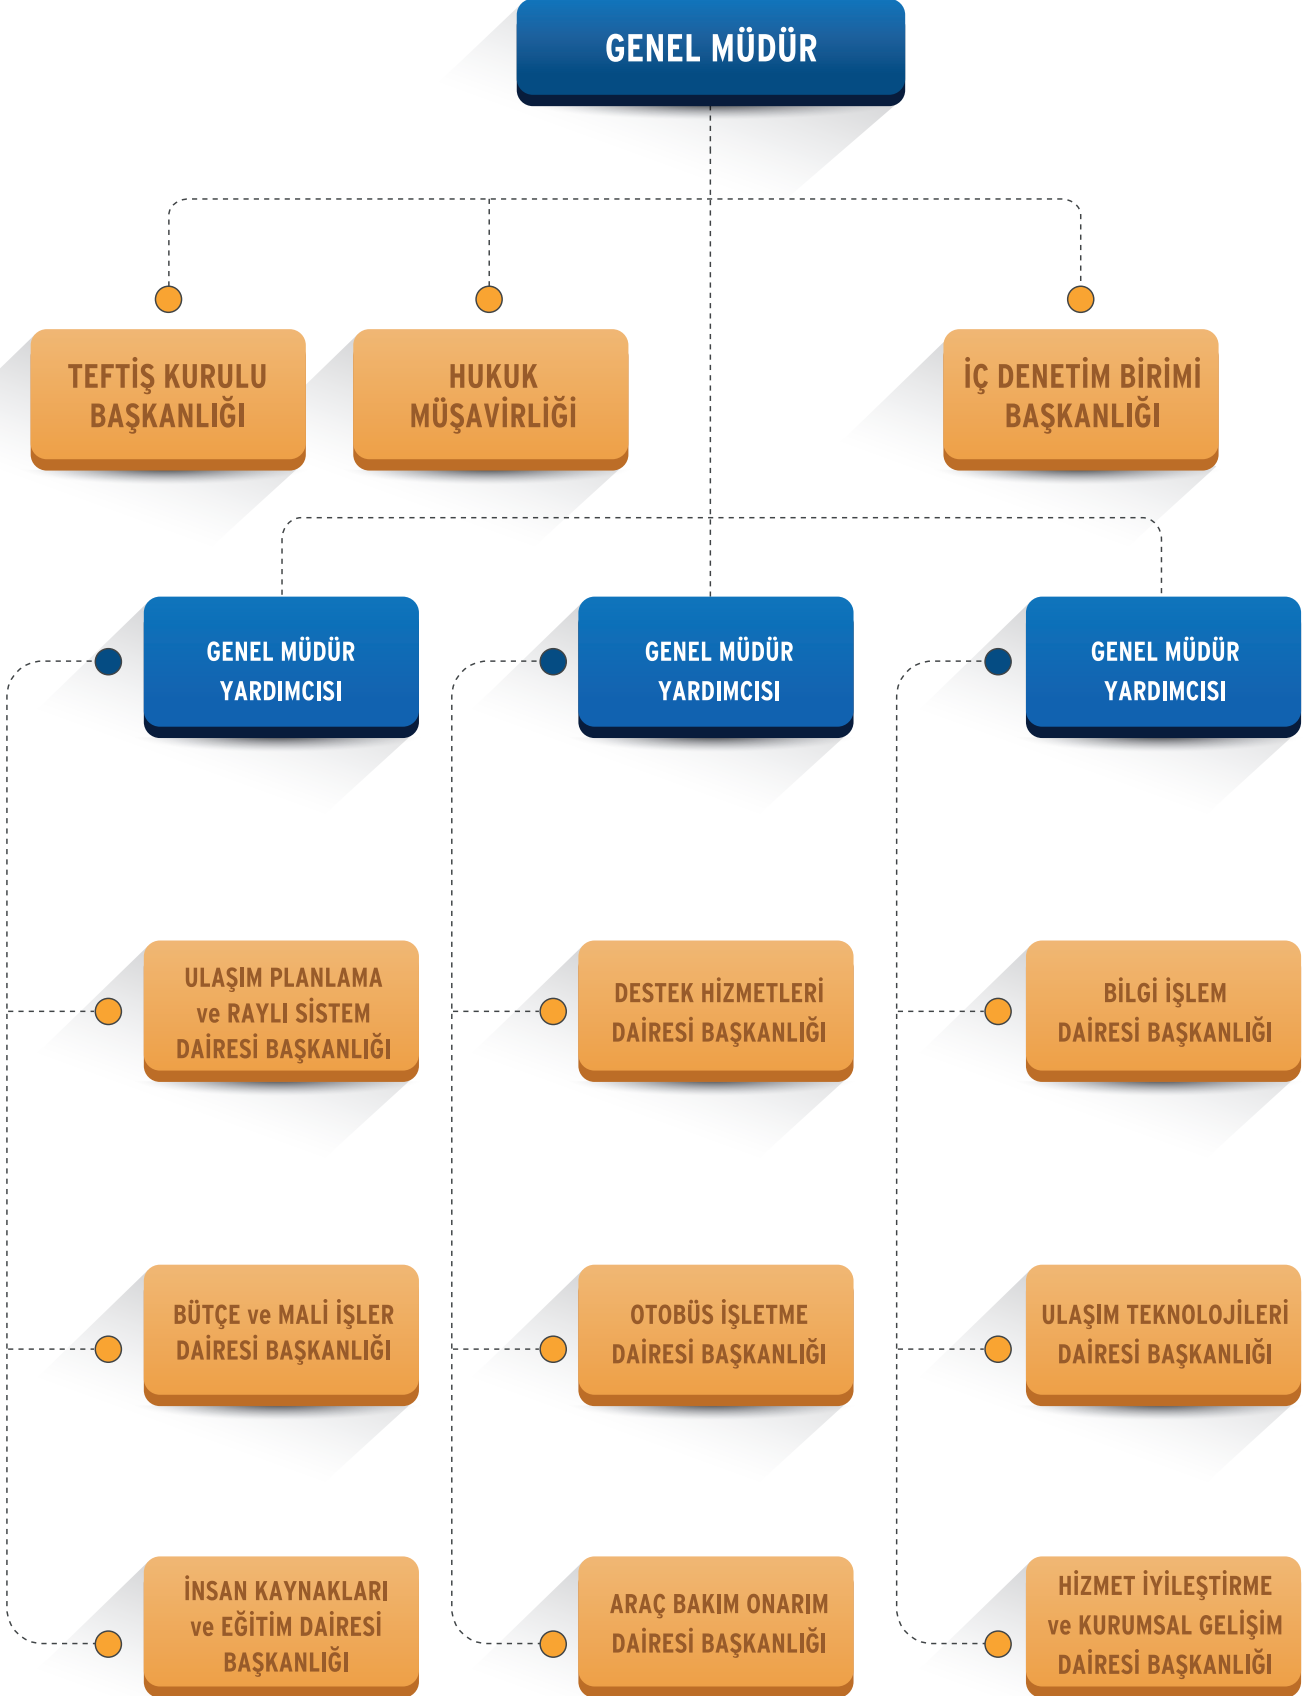 GENEL MÜDÜR
TEFTİŞ KURULU
BAŞKANLIĞI
HUKUK
MÜŞAVİRLİĞİ
İÇ DENETİM BİRİMİ
BAŞKANLIĞI
GENEL MÜDÜR
YARDIMCISI
GENEL MÜDÜR
YARDIMCISI
GENEL MÜDÜR
YARDIMCISI
ULAŞIM PLANLAMA
ve RAYLI SİSTEM
DAİRESİ BAŞKANLIĞI
DESTEK HİZMETLERİ
DAİRESİ BAŞKANLIĞI
BİLGİ İŞLEM
DAİRESİ BAŞKANLIĞI
BÜTÇE ve MALİ İŞLER
DAİRESİ BAŞKANLIĞI
OTOBÜS İŞLETME
DAİRESİ BAŞKANLIĞI
ULAŞIM TEKNOLOJİLERİ
DAİRESİ BAŞKANLIĞI
İNSAN KAYNAKLARI
ve EĞİTİM DAİRESİ
BAŞKANLIĞI
ARAÇ BAKIM ONARIM
DAİRESİ BAŞKANLIĞI
HİZMET İYİLEŞTİRME
ve KURUMSAL GELİŞİM
DAİRESİ BAŞKANLIĞI